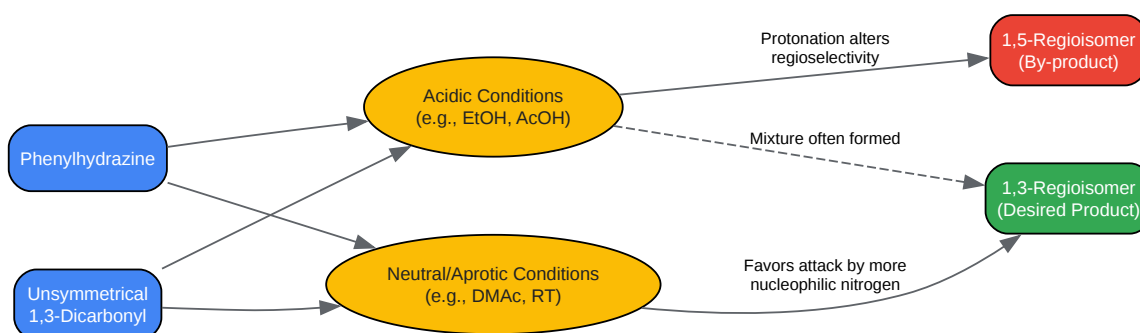 Phenylhydrazine
Unsymmetrical
1,3-Dicarbonyl
Acidic Conditions
(e.g., EtOH, AcOH)
Neutral/Aprotic Conditions
(e.g., DMAc, RT)
Protonation alters
regioselectivity
Mixture often formed
Favors attack by more
nucleophilic nitrogen
1,5-Regioisomer
(By-product)
1,3-Regioisomer
(Desired Product)